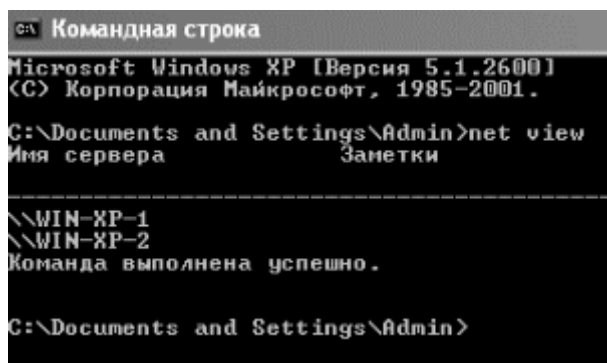 Командная строка
Microsoft Windows XP [Версия 5.1.2600]
(C) Корпорация Майкрософт, 1985-2001.
C:\Documents and Settings\Admin>net view
Имя сервера Заметки
-------------------------------------------------
\\WIN-XP-1
\\WIN-XP-2
Команда выполнена успешно.
C:\Documents and Settings\Admin>